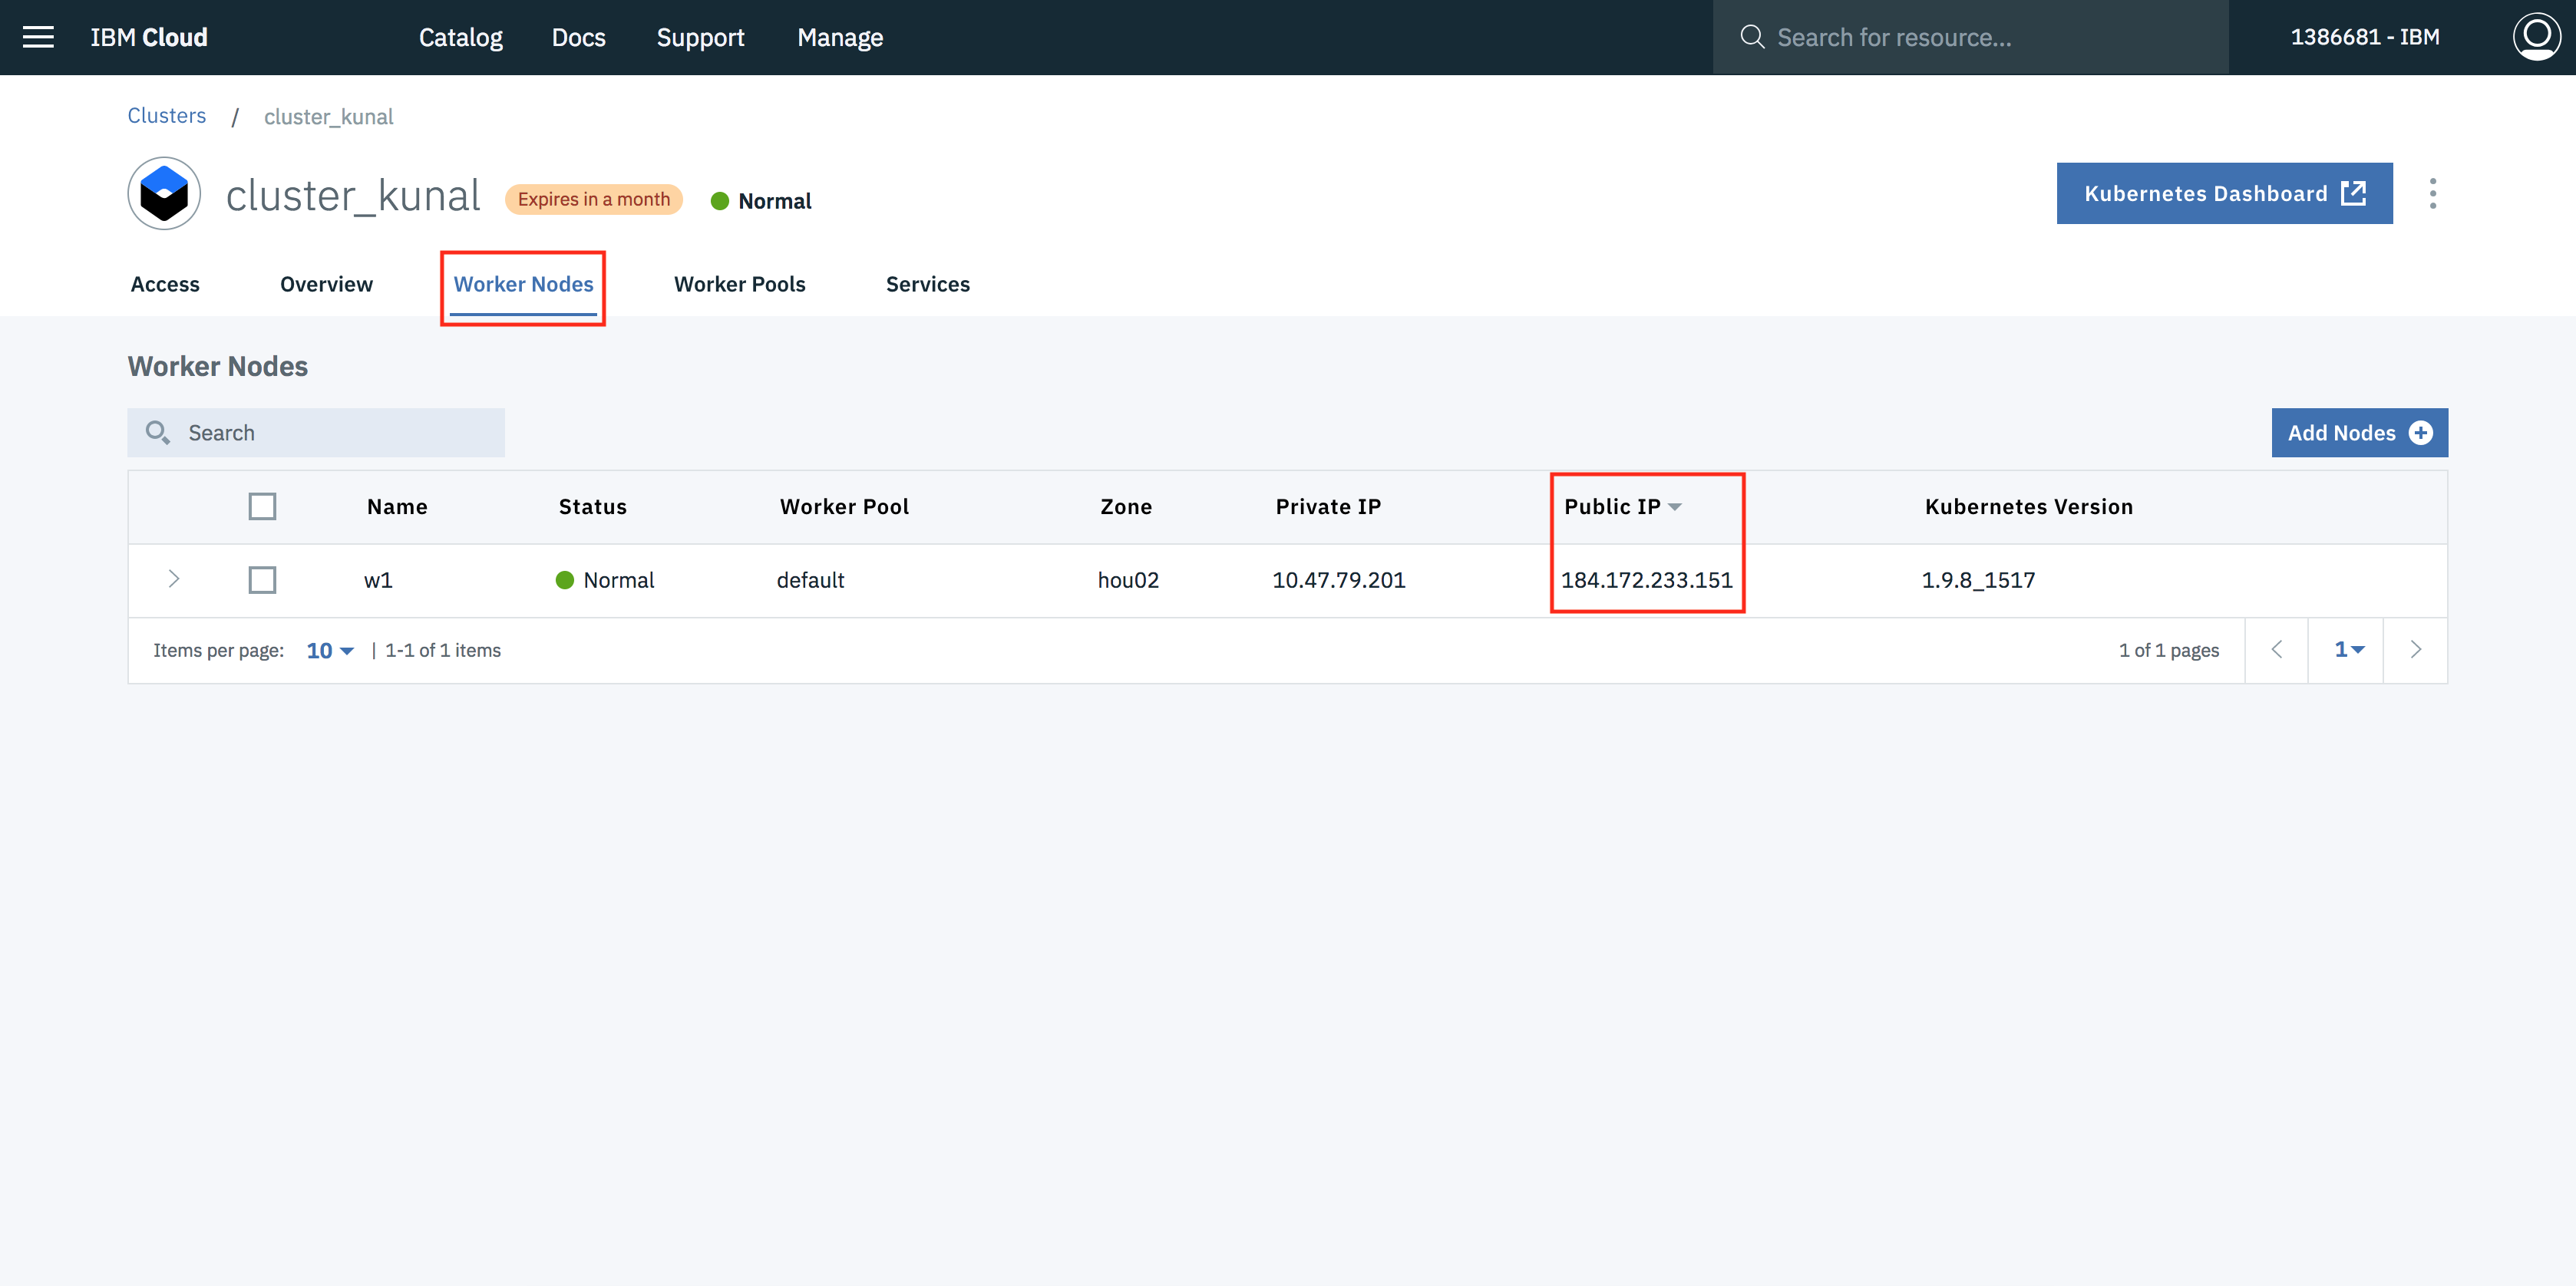 IBM Cloud Catalog Docs Support Manage Search for resource... 1386681 - IBM
Clusters / cluster_kunal
cluster_kunal Expires in a month Normal Kubernetes Dashboard
Access Overview Worker Nodes Worker Pools Services
Worker Nodes
Search Add Nodes
Name Status Worker Pool Zone Private IP Public IP Kubernetes Version
w1 Normal default hou02 10.47.79.201 184.172.233.151 1.9.8_1517
Items per page: 10 | 1-1 of 1 items 1 of 1 pages 1